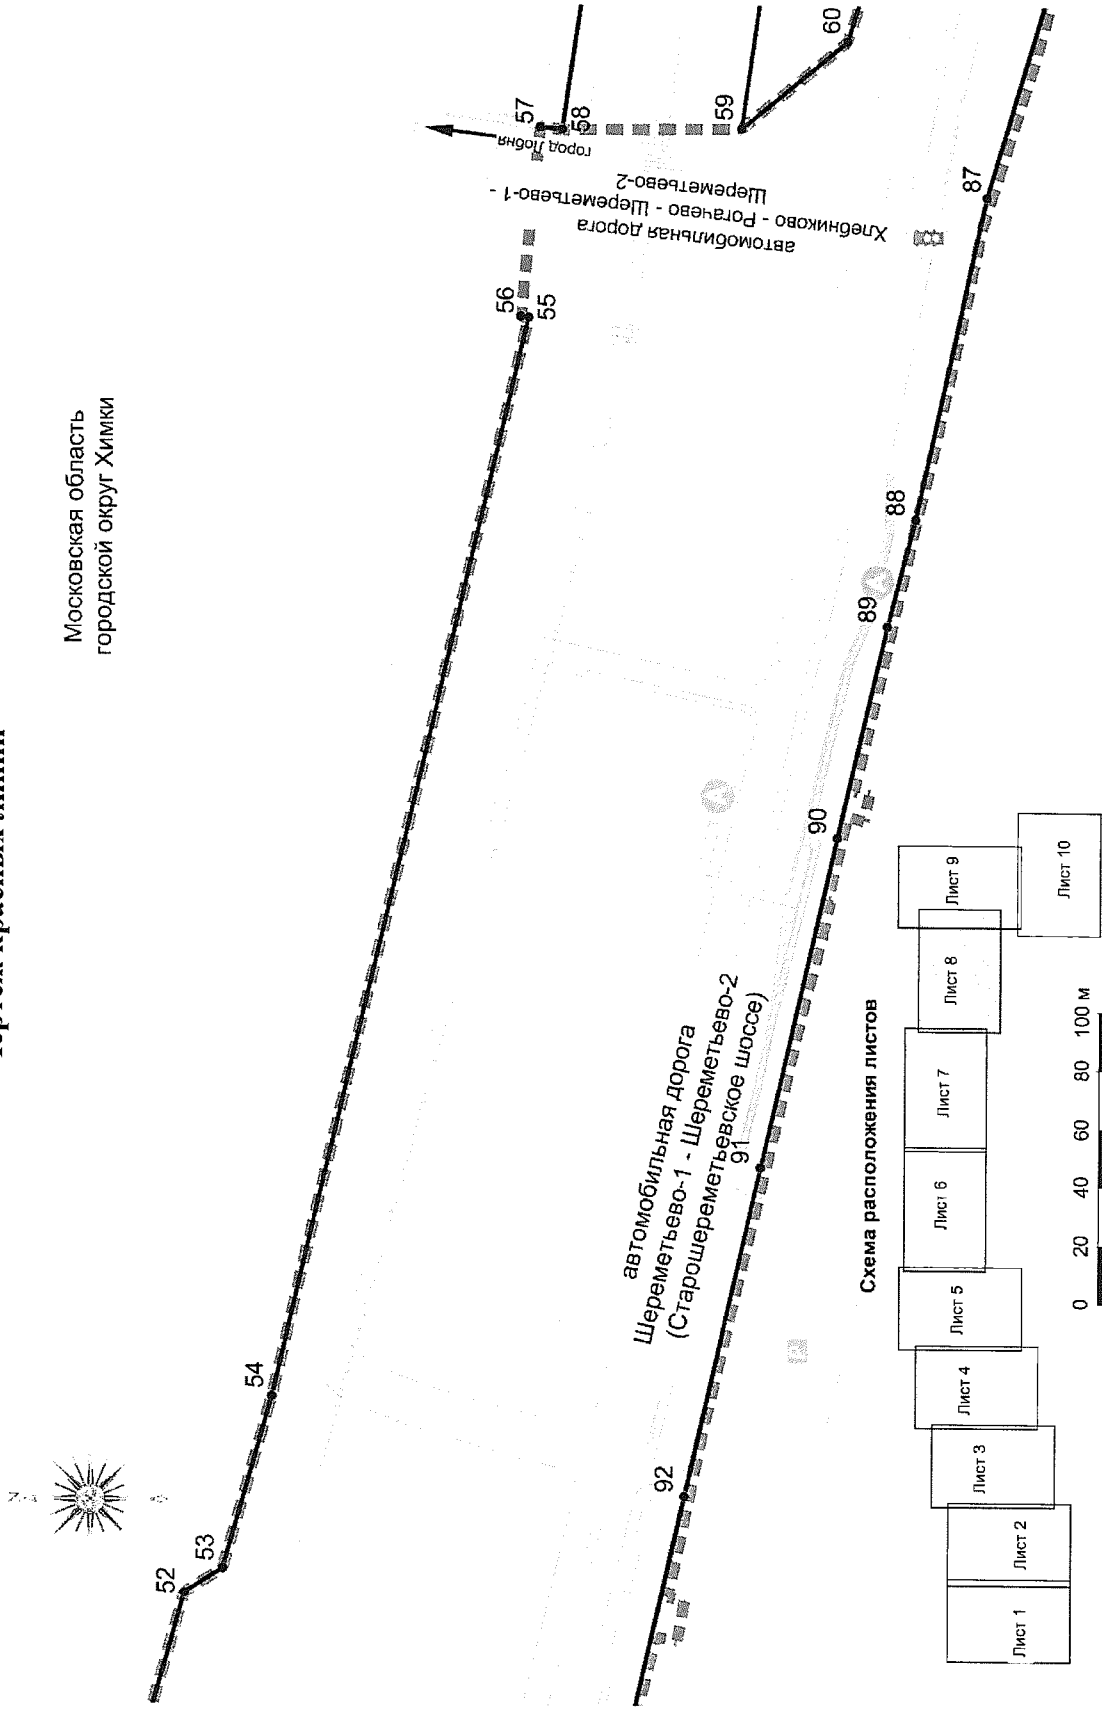 Московская область
городской округ Химки
52
53
54
56
55
57
58
59
60
город Лобня
автомобильная дорога
Хлебниково - Рогачево - Шереметьево-1 -
Шереметьево-2
87
88
89
90
91
92
автомобильная дорога
Шереметьево-1 - Шереметьево-2
(Старошереметьевское шоссе)
Схема расположения листов
Лист 1
Лист 2
Лист 3
Лист 4
Лист 5
Лист 6
Лист 7
Лист 8
Лист 9
Лист 10
0 20 40 60 80 100 м